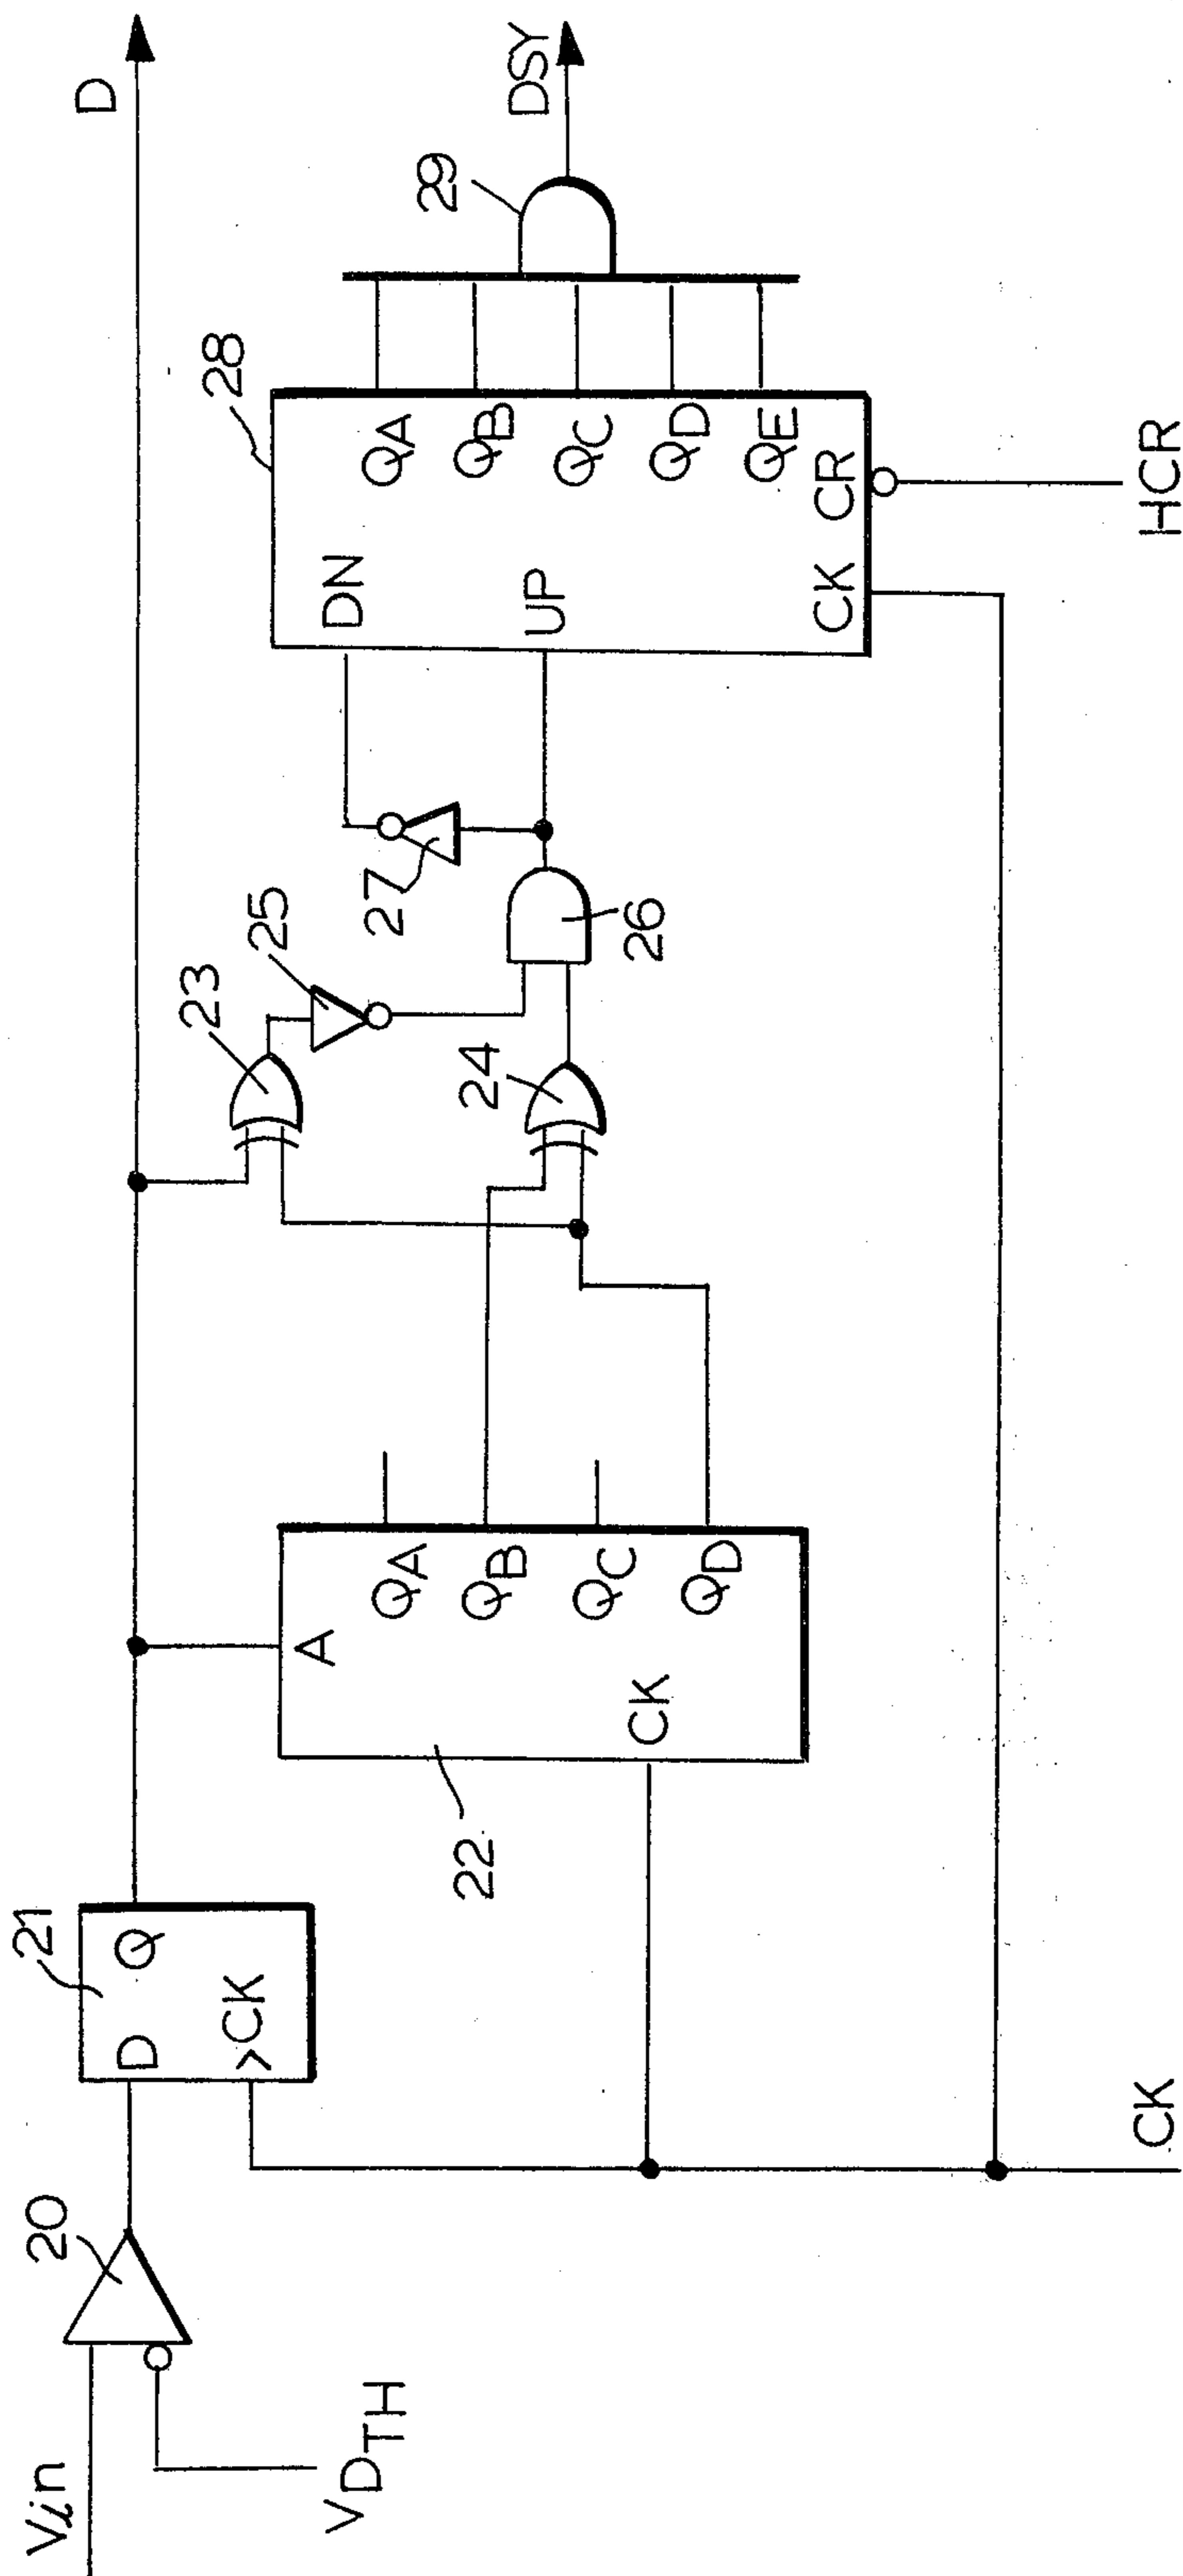 Vin
VDTH
20
21
D
Q
>CK
CK
22
A
CK
QA
QB
QC
QD
23
24
25
26
27
28
DN
UP
CK
CR
QA
QB
QC
QD
QE
HCR
29
D
DSY